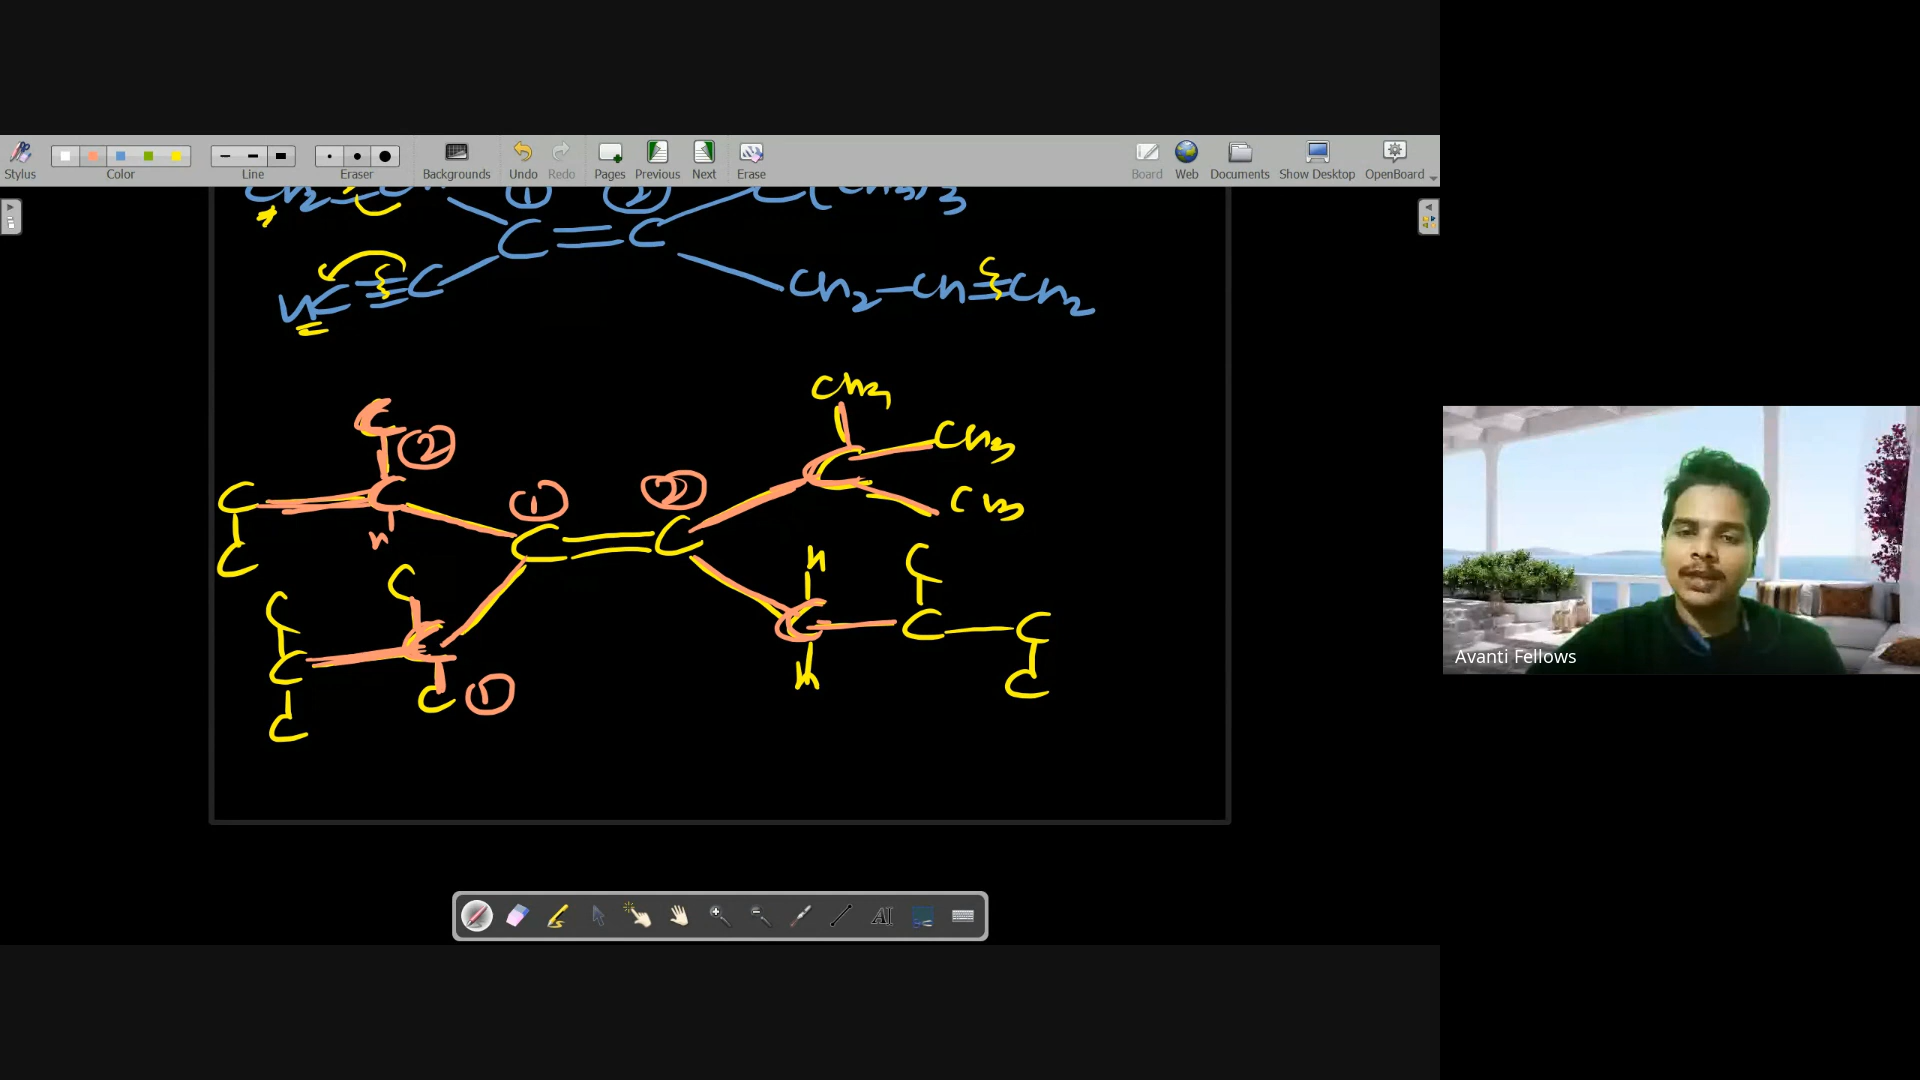 Stylus Color Line Eraser Backgrounds Undo Redo Pages Previous Next Erase Board Web Documents Show Desktop OpenBoard
① ②
C = C
C ≡ C
CH2 - CH = CH2
CH3
C ② CH3
C C ① ② C CH3
H C = C
C C H C
C C C C C
H C
C ①
C
Avanti Fellows
AI